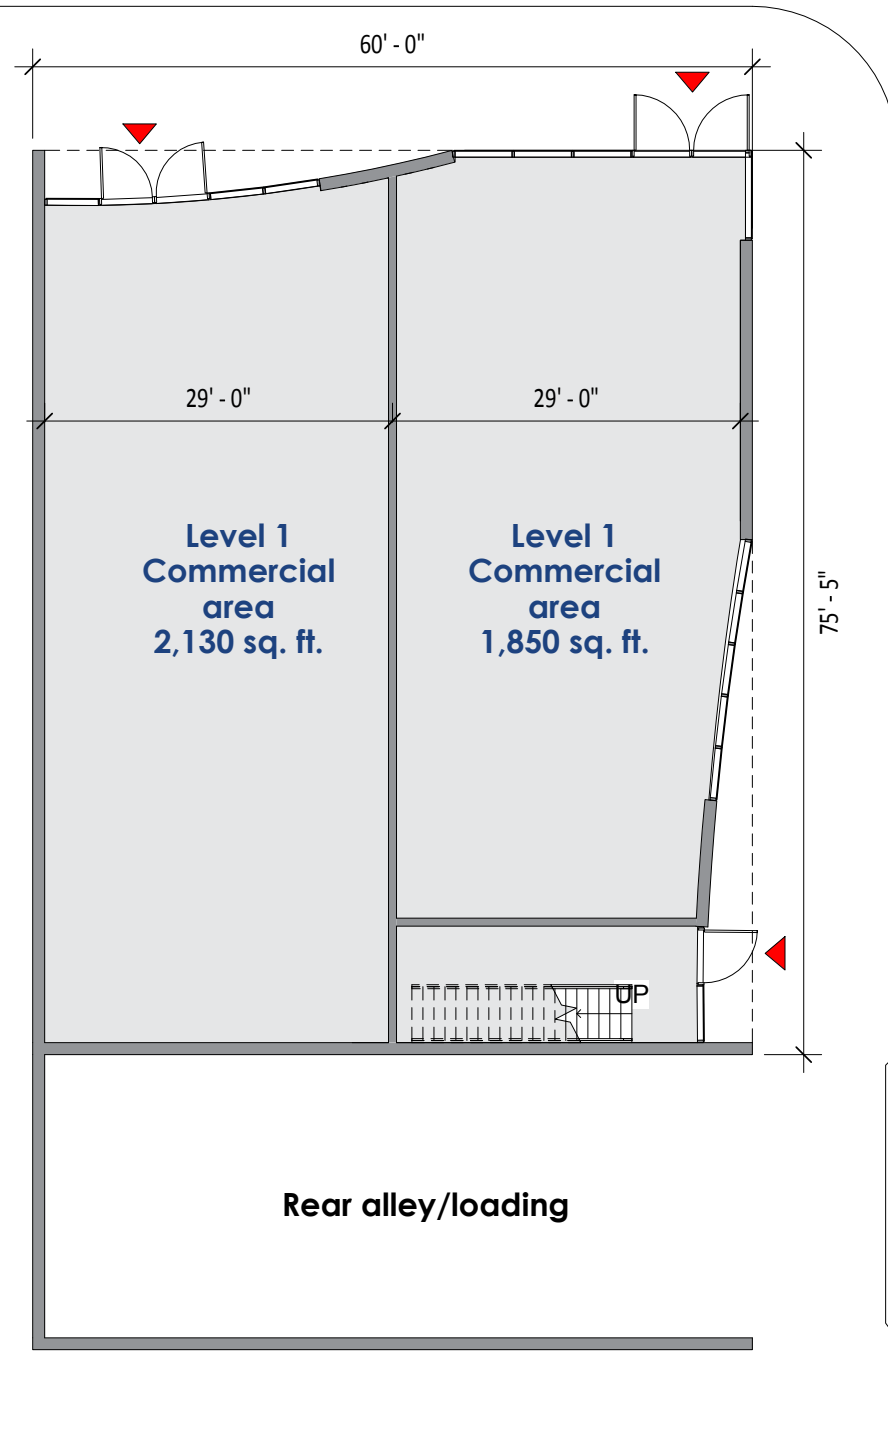 60' - 0"
29' - 0"
29' - 0"
Level 1
Commercial
area
2,130 sq. ft.
Level 1
Commercial
area
1,850 sq. ft.
75' - 5"
UP
Rear alley/loading